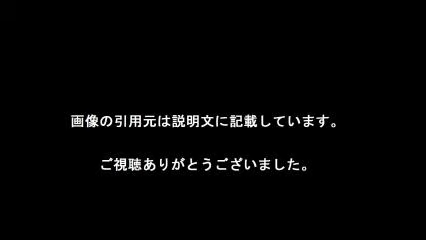 画像の引用元は説明文に記載しています。
ご視聴ありがとうございました。